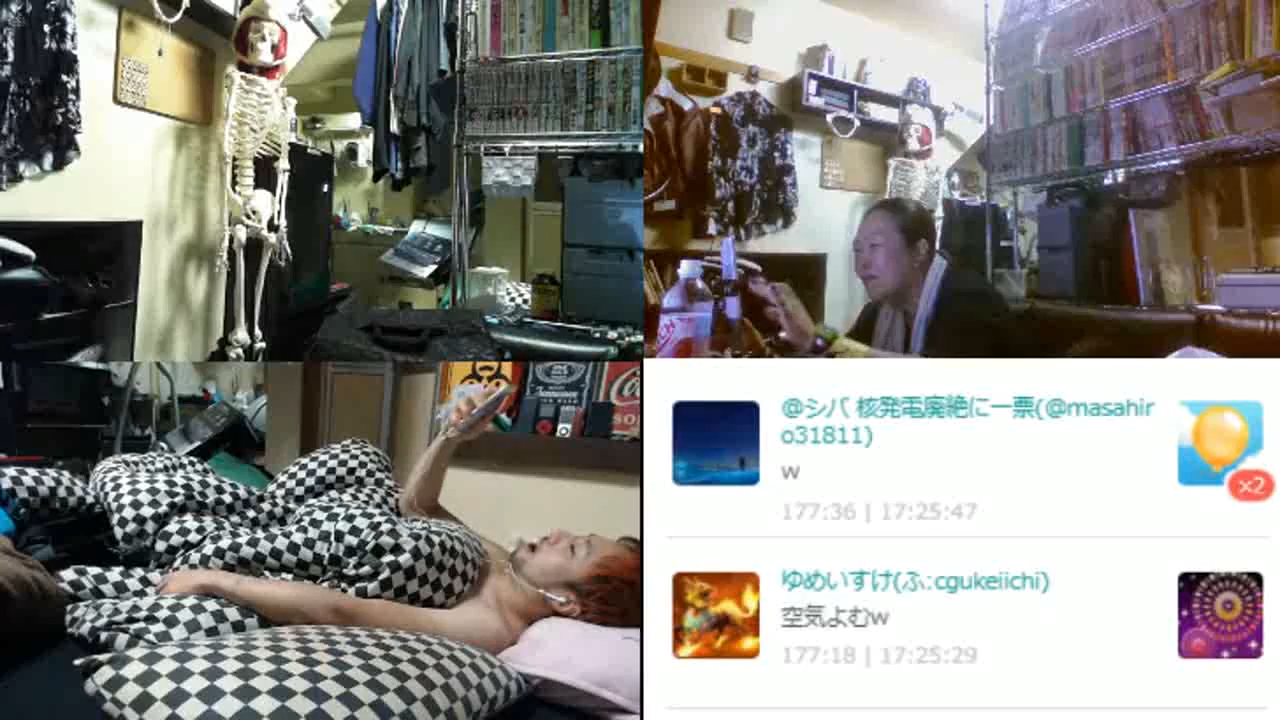 @シバ 核発電廃絶に一票(@masahir
o31811)
w
177:36 | 17:25:47
x2
ゆめいすけ(ふ:cgukeiichi)
空気よむw
177:18 | 17:25:29